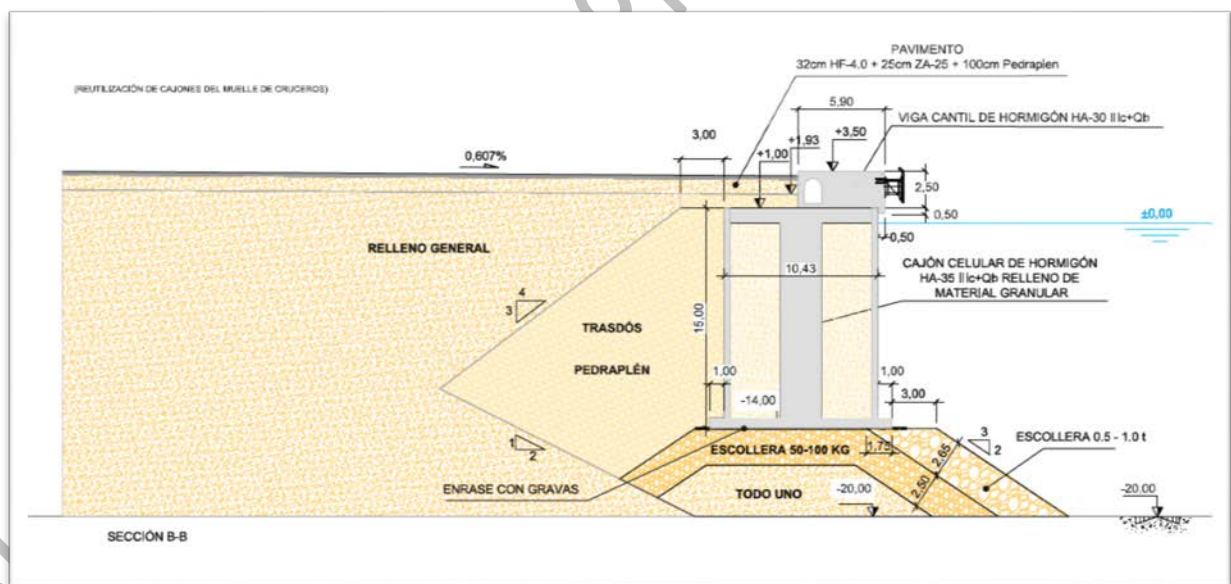 PAVIMENTO
32cm HF-4.0 + 25cm ZA-25 + 100cm Pedraplen
(REUTILIZACIÓN DE CAJONES DEL MUELLE DE CRUCEROS)
5,90
VIGA CANTIL DE HORMIGÓN HA-30 IIIc+Qb
3,00
+1,93
+3,50
0,607%
+1,00
2,50
0,50
±0,00
0,50
RELLENO GENERAL
CAJÓN CELULAR DE HORMIGÓN
HA-35 IIIc+Qb RELLENO DE
MATERIAL GRANULAR
10,43
4
3
15,00
TRASDÓS
PEDRAPLÉN
1,00
1,00
-14,00
3,00
3
2
ESCOLLERA 0.5 - 1.0 t
1
2
ESCOLLERA 50-100 KG
1,75
2,65
ENRASE CON GRAVAS
TODO UNO
-20,00
2,50
-20,00
SECCIÓN B-B